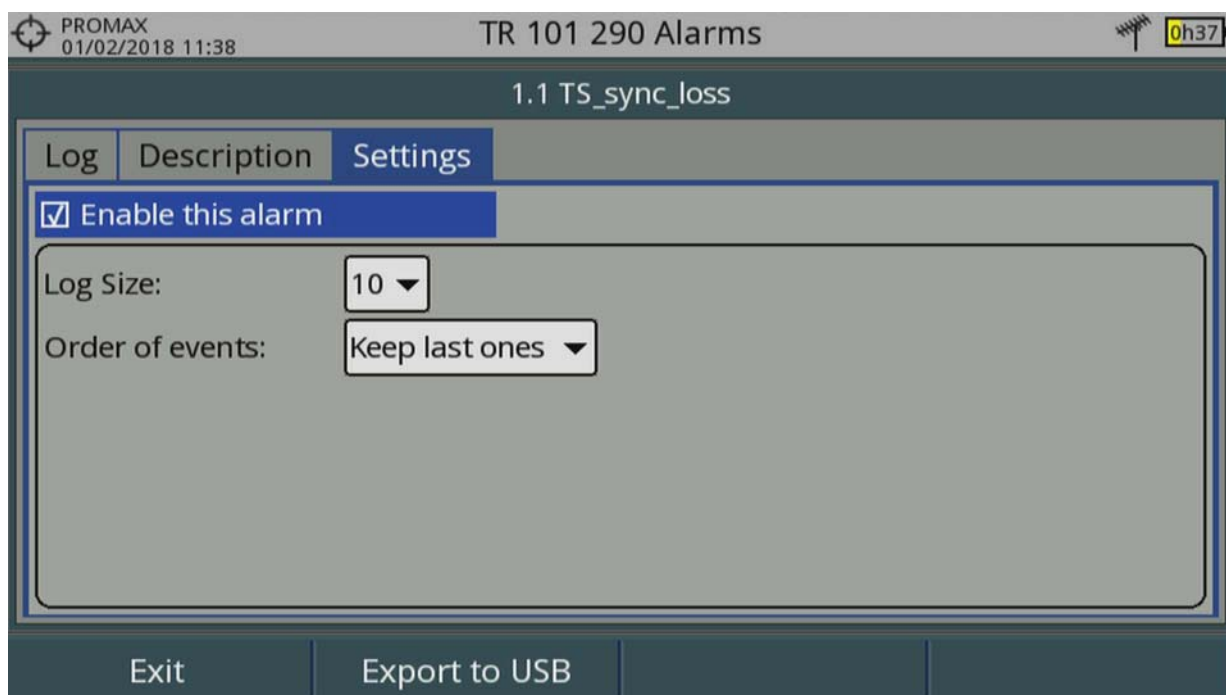 PROMAX
01/02/2018 11:38
TR 101 290 Alarms
0h37
1.1 TS_sync_loss
Log
Description
Settings
Enable this alarm
Log Size:
10
Order of events:
Keep last ones
Exit
Export to USB